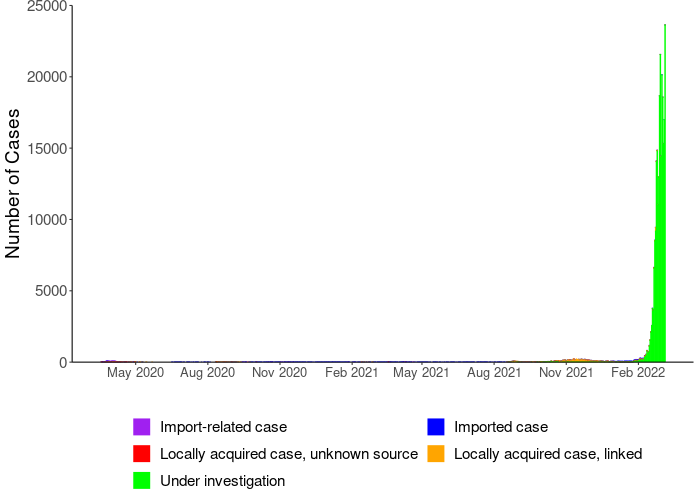 25000
20000
15000
10000
5000
0
Number of Cases
May 2020 Aug 2020 Nov 2020 Feb 2021 May 2021 Aug 2021 Nov 2021 Feb 2022
Import-related case Imported case
Locally acquired case, unknown source Locally acquired case, linked
Under investigation